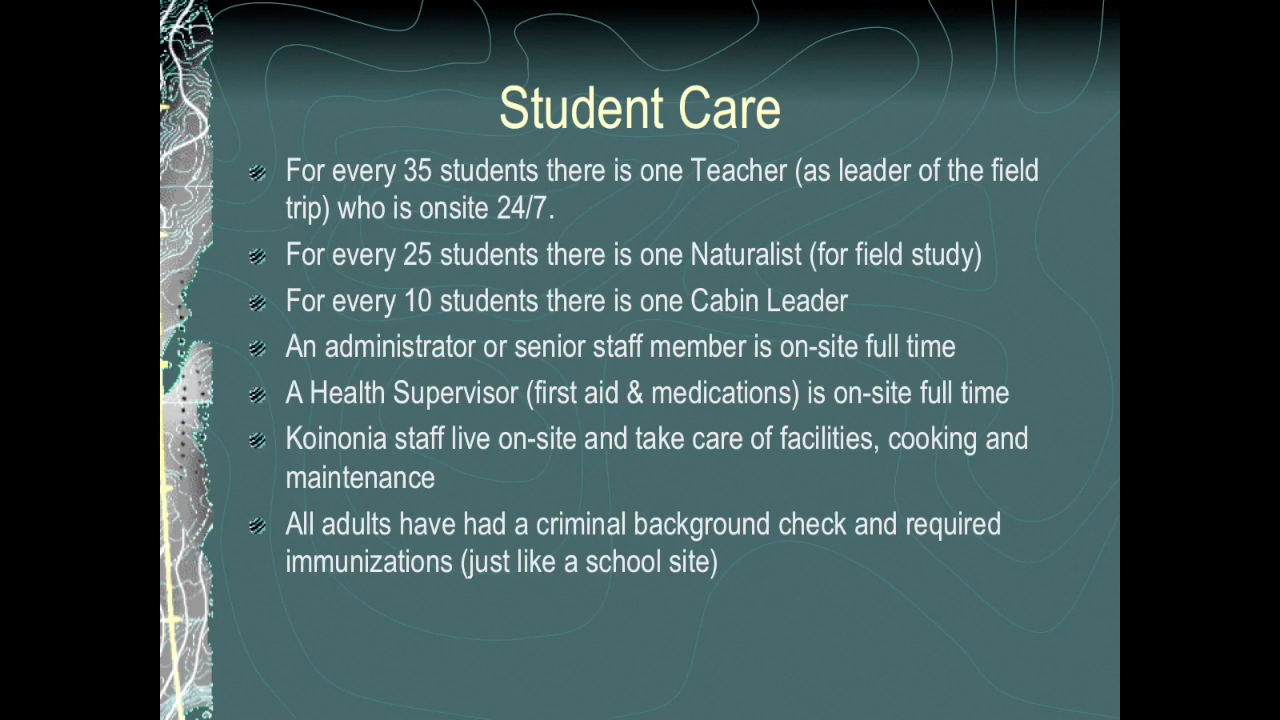 Student Care
For every 35 students there is one Teacher (as leader of the field
trip) who is onsite 24/7.
For every 25 students there is one Naturalist (for field study)
For every 10 students there is one Cabin Leader
An administrator or senior staff member is on-site full time
A Health Supervisor (first aid & medications) is on-site full time
Koinonia staff live on-site and take care of facilities, cooking and
maintenance
All adults have had a criminal background check and required
immunizations (just like a school site)